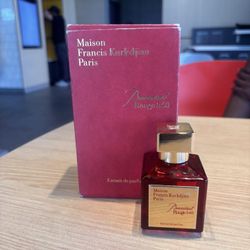 Maison
Francis Kurkdjian
Paris
Baccarat
Rouge 540
Extrait de parfum
Maison
Francis Kurkdjian
Paris
Baccarat
Rouge 540